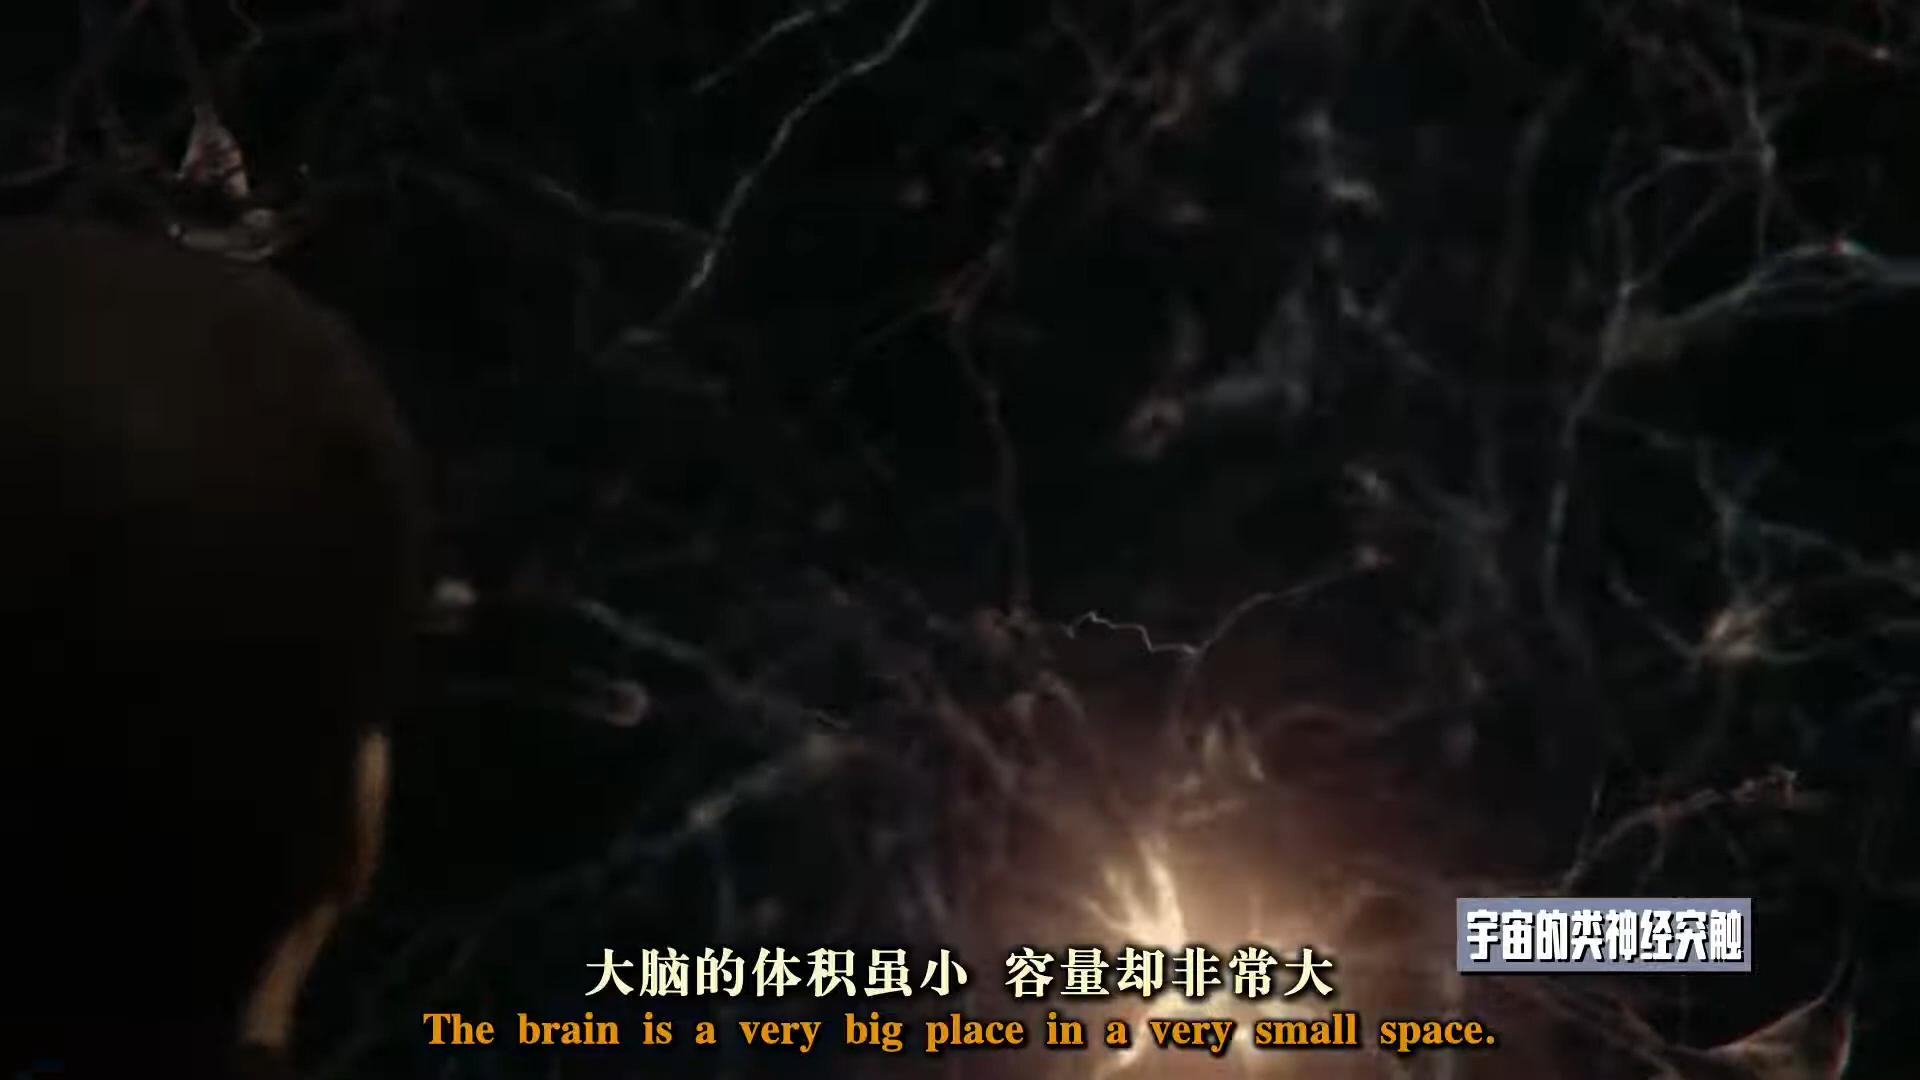 宇宙的类神经突触
大脑的体积虽小 容量却非常大
The brain is a very big place in a very small space.